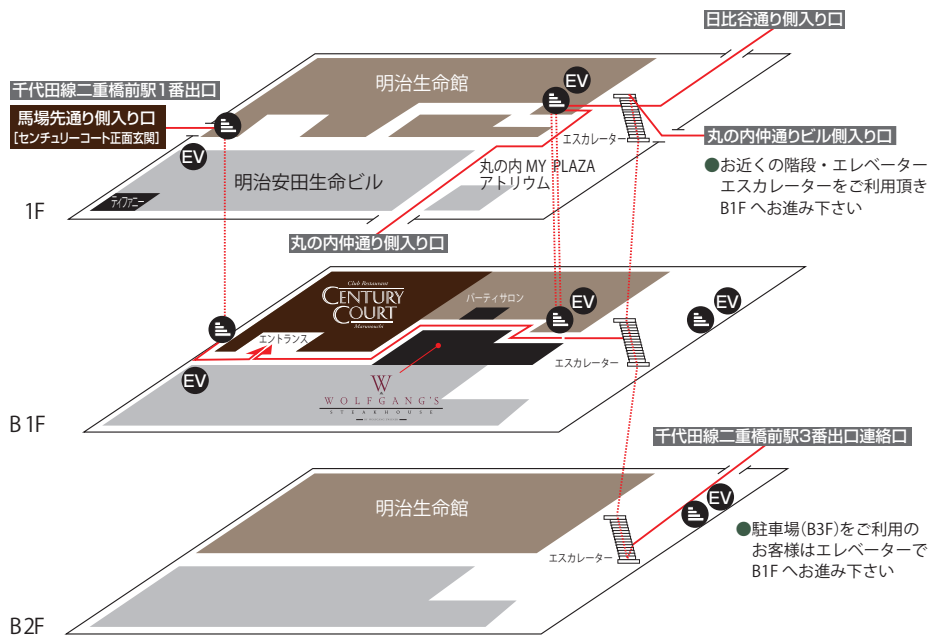 日比谷通り側入り口
明治生命館
EV
千代田線二重橋前駅1番出口
馬場先通り側入り口
[センチュリーコート正面玄関]
エスカレーター
丸の内仲通りビル側入り口
EV
丸の内 MY PLAZA
アトリウム
●お近くの階段・エレベーター
エスカレーターをご利用頂き
B1F へお進み下さい
明治安田生命ビル
ティファニー
1F
丸の内仲通り側入り口
Club Restaurant
CENTURY
COURT
Marunouchi
パーティサロン
EV
EV
エントランス
エスカレーター
EV
W
WOLFGANG'S
STEAKHOUSE
B1F
千代田線二重橋前駅3番出口連絡口
明治生命館
EV
エスカレーター
●駐車場(B3F)をご利用の
お客様はエレベーターで
B1F へお進み下さい
B2F